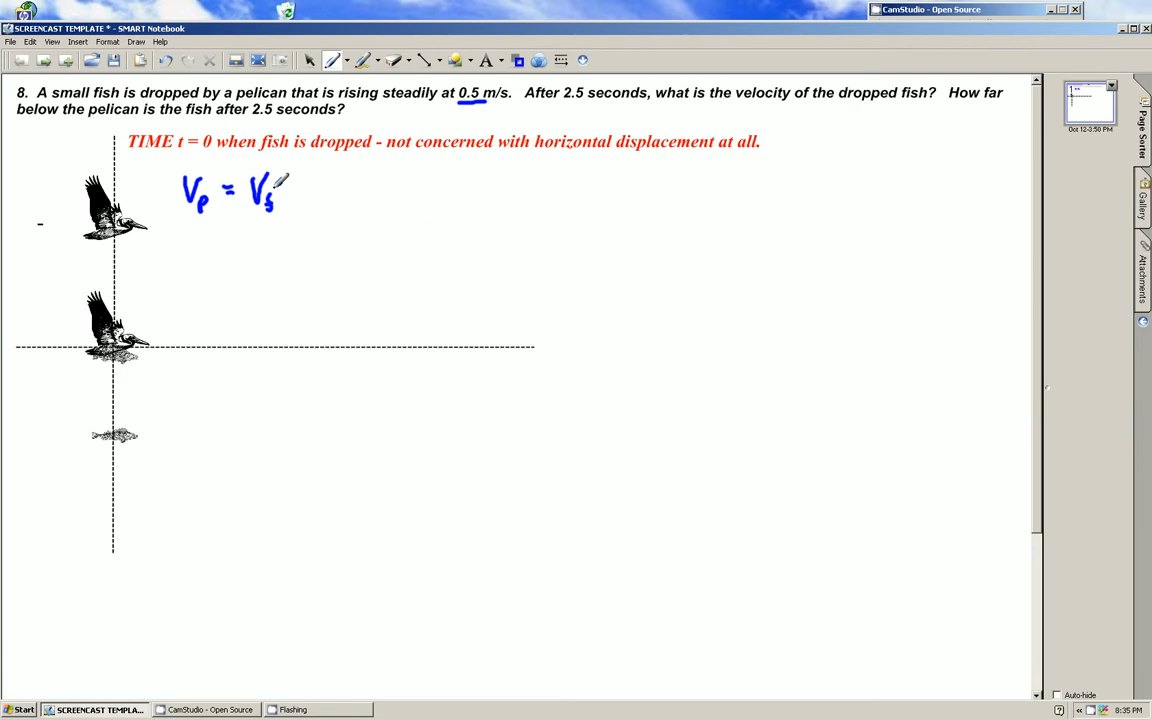 CamStudio - Open Source
SCREENCAST TEMPLATE * - SMART Notebook
File Edit View Insert Format Draw Help
8. A small fish is dropped by a pelican that is rising steadily at 0.5 m/s. After 2.5 seconds, what is the velocity of the dropped fish? How far
below the pelican is the fish after 2.5 seconds?
TIME t = 0 when fish is dropped - not concerned with horizontal displacement at all.
Vp = Vf
-
1
Oct 12-3:50 PM
Page Sorter
Gallery
Attachments
Auto-hide
Start SCREENCAST TEMPLA... CamStudio - Open Source Flashing 8:35 PM